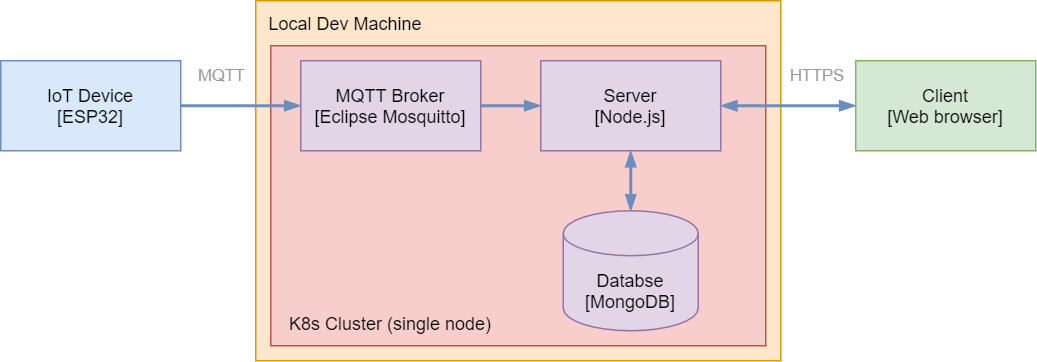 Local Dev Machine
MQTT
HTTPS
IoT Device
[ESP32]
MQTT Broker
[Eclipse Mosquitto]
Server
[Node.js]
Client
[Web browser]
Databse
[MongoDB]
K8s Cluster (single node)